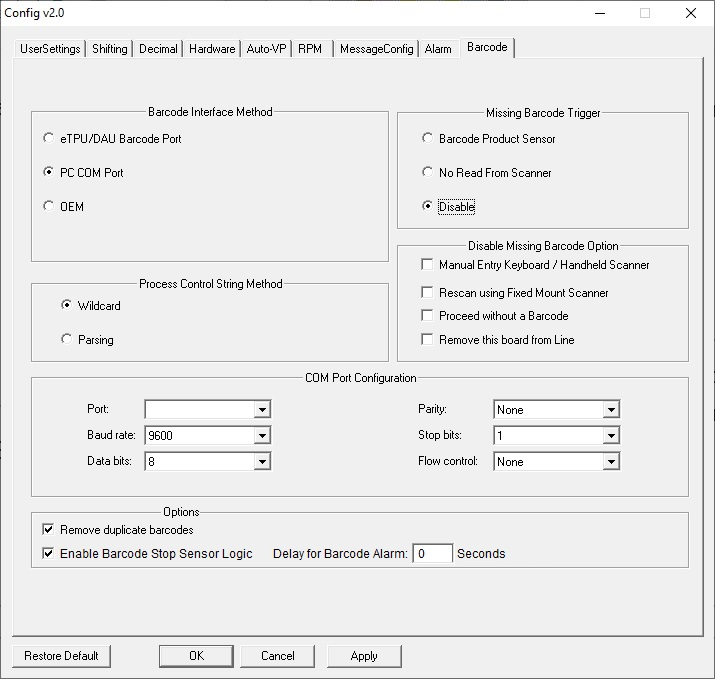 Config v2.0
UserSettings Shifting Decimal Hardware Auto-VP RPM MessageConfig Alarm Barcode
Barcode Interface Method
eTPU/DAU Barcode Port
PC COM Port
OEM
Missing Barcode Trigger
Barcode Product Sensor
No Read From Scanner
Disable
Process Control String Method
Wildcard
Parsing
Disable Missing Barcode Option
Manual Entry Keyboard / Handheld Scanner
Rescan using Fixed Mount Scanner
Proceed without a Barcode
Remove this board from Line
COM Port Configuration
Port:
Baud rate: 9600
Data bits: 8
Parity: None
Stop bits: 1
Flow control: None
Options
Remove duplicate barcodes
Enable Barcode Stop Sensor Logic Delay for Barcode Alarm: 0 Seconds
Restore Default OK Cancel Apply